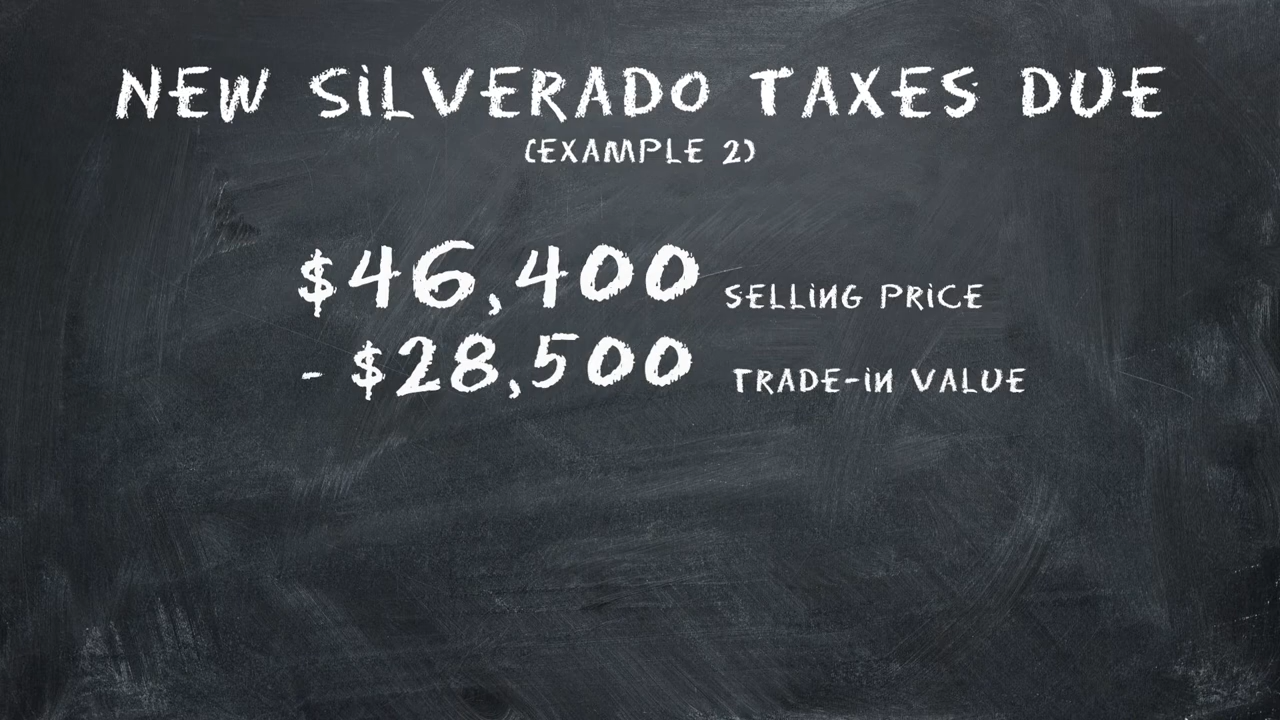 NEW SILVERADO TAXES DUE
(EXAMPLE 2)
$46,400 SELLING PRICE
- $28,500 TRADE-IN VALUE